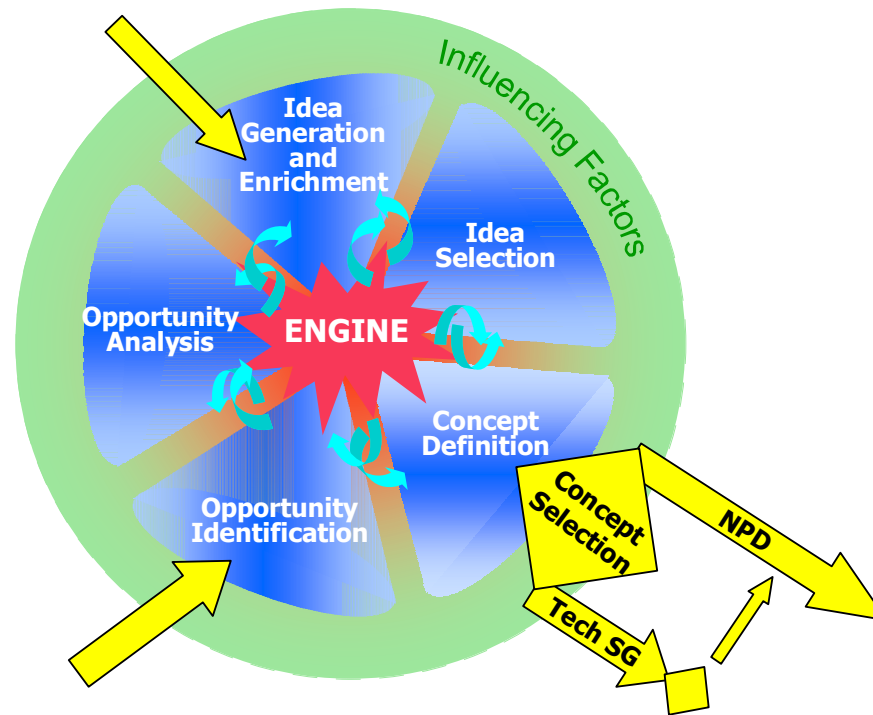 Influencing Factors
Idea
Generation
and
Enrichment
Idea
Selection
Opportunity
Analysis
ENGINE
Concept
Definition
Opportunity
Identification
Concept
Selection
NPD
Tech SG